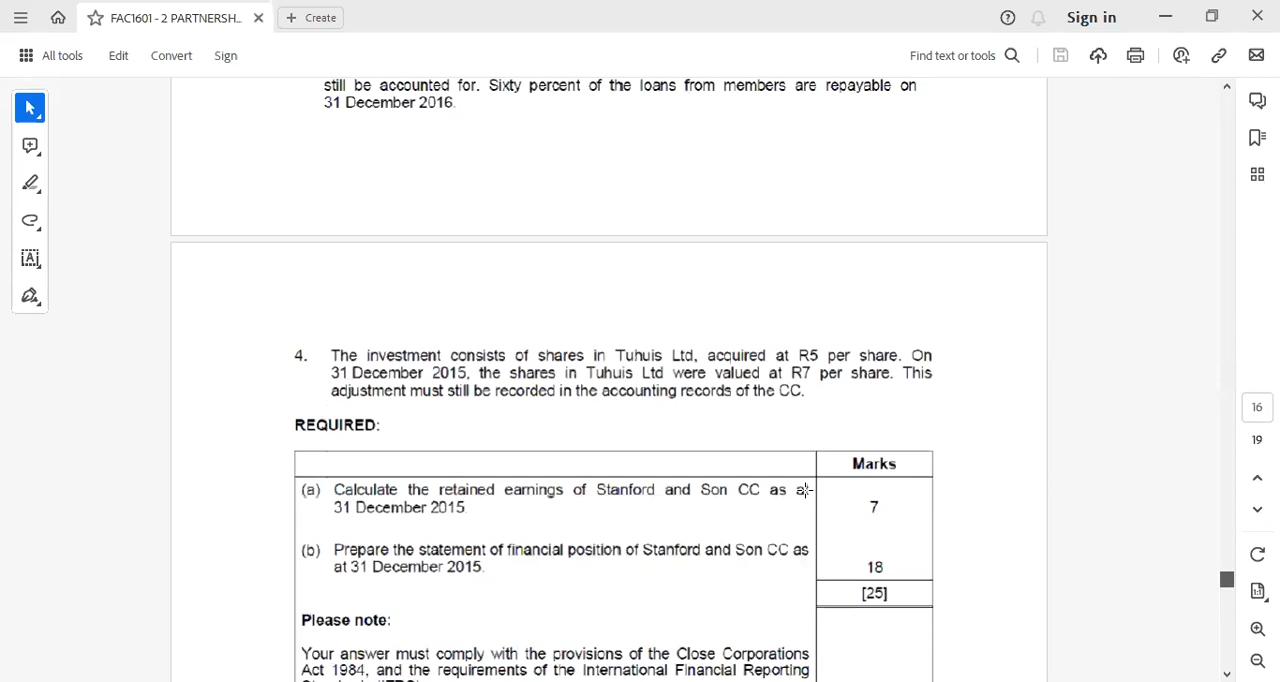 FAC1601 - 2 PARTNERSH...
Create
Sign in
All tools
Edit
Convert
Sign
Find text or tools
still be accounted for. Sixty percent of the loans from members are repayable on
31 December 2016.
4. The investment consists of shares in Tuhuis Ltd, acquired at R5 per share. On
31 December 2015, the shares in Tuhuis Ltd were valued at R7 per share. This
adjustment must still be recorded in the accounting records of the CC.
REQUIRED:
Marks
(a) Calculate the retained earnings of Stanford and Son CC as
31 December 2015
7
(b) Prepare the statement of financial position of Stanford and Son CC as
at 31 December 2015.
18
[25]
Please note:
Your answer must comply with the provisions of the Close Corporations
Act 1984, and the requirements of the International Financial Reporting
16
19